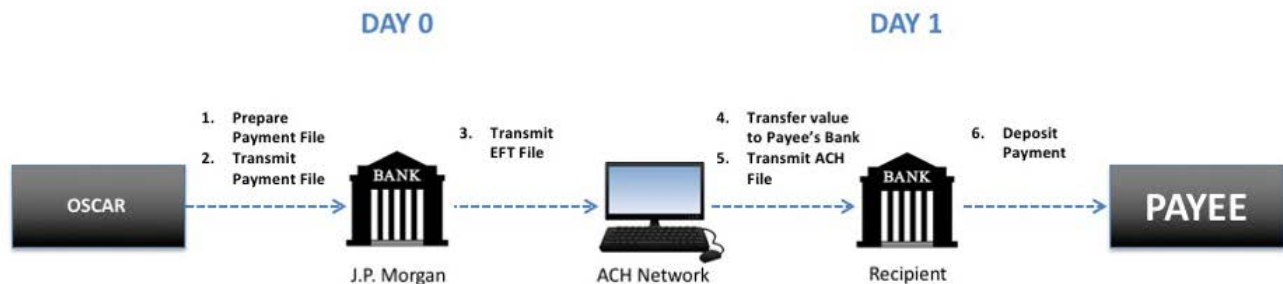 DAY 0
DAY 1
1. Prepare
Payment File
2. Transmit
Payment File
3. Transmit
EFT File
4. Transfer value
to Payee's Bank
5. Transmit ACH
File
6. Deposit
Payment
OSCAR
BANK
BANK
PAYEE
J.P. Morgan
ACH Network
Recipient